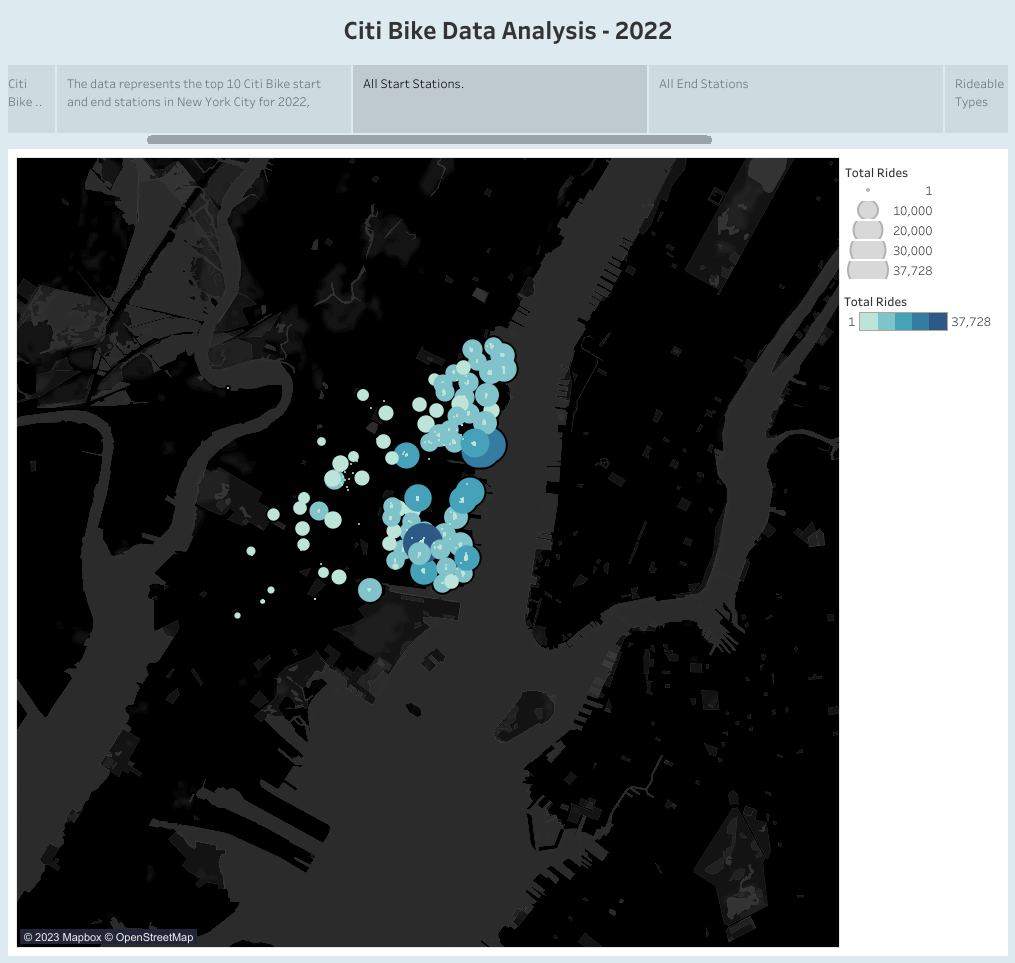 Citi Bike Data Analysis - 2022
Citi
Bike ..
The data represents the top 10 Citi Bike start
and end stations in New York City for 2022,
All Start Stations.
All End Stations
Rideable
Types
Total Rides
1
10,000
20,000
30,000
37,728
Total Rides
1 37,728
© 2023 Mapbox © OpenStreetMap